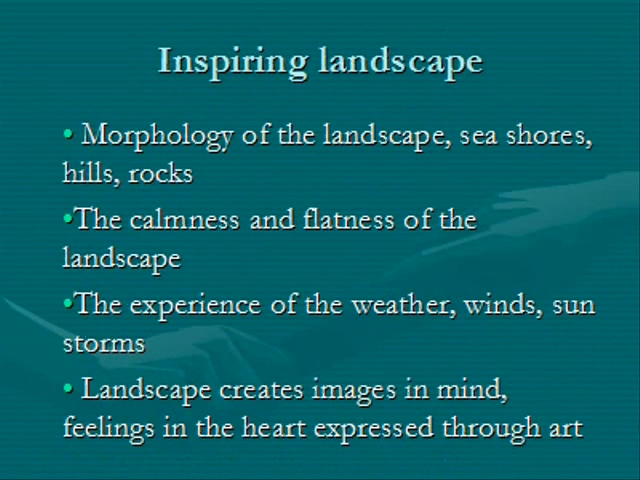 Inspiring landscape
• Morphology of the landscape, sea shores,
hills, rocks
•The calmness and flatness of the
landscape
•The experience of the weather, winds, sun
storms
• Landscape creates images in mind,
feelings in the heart expressed through art